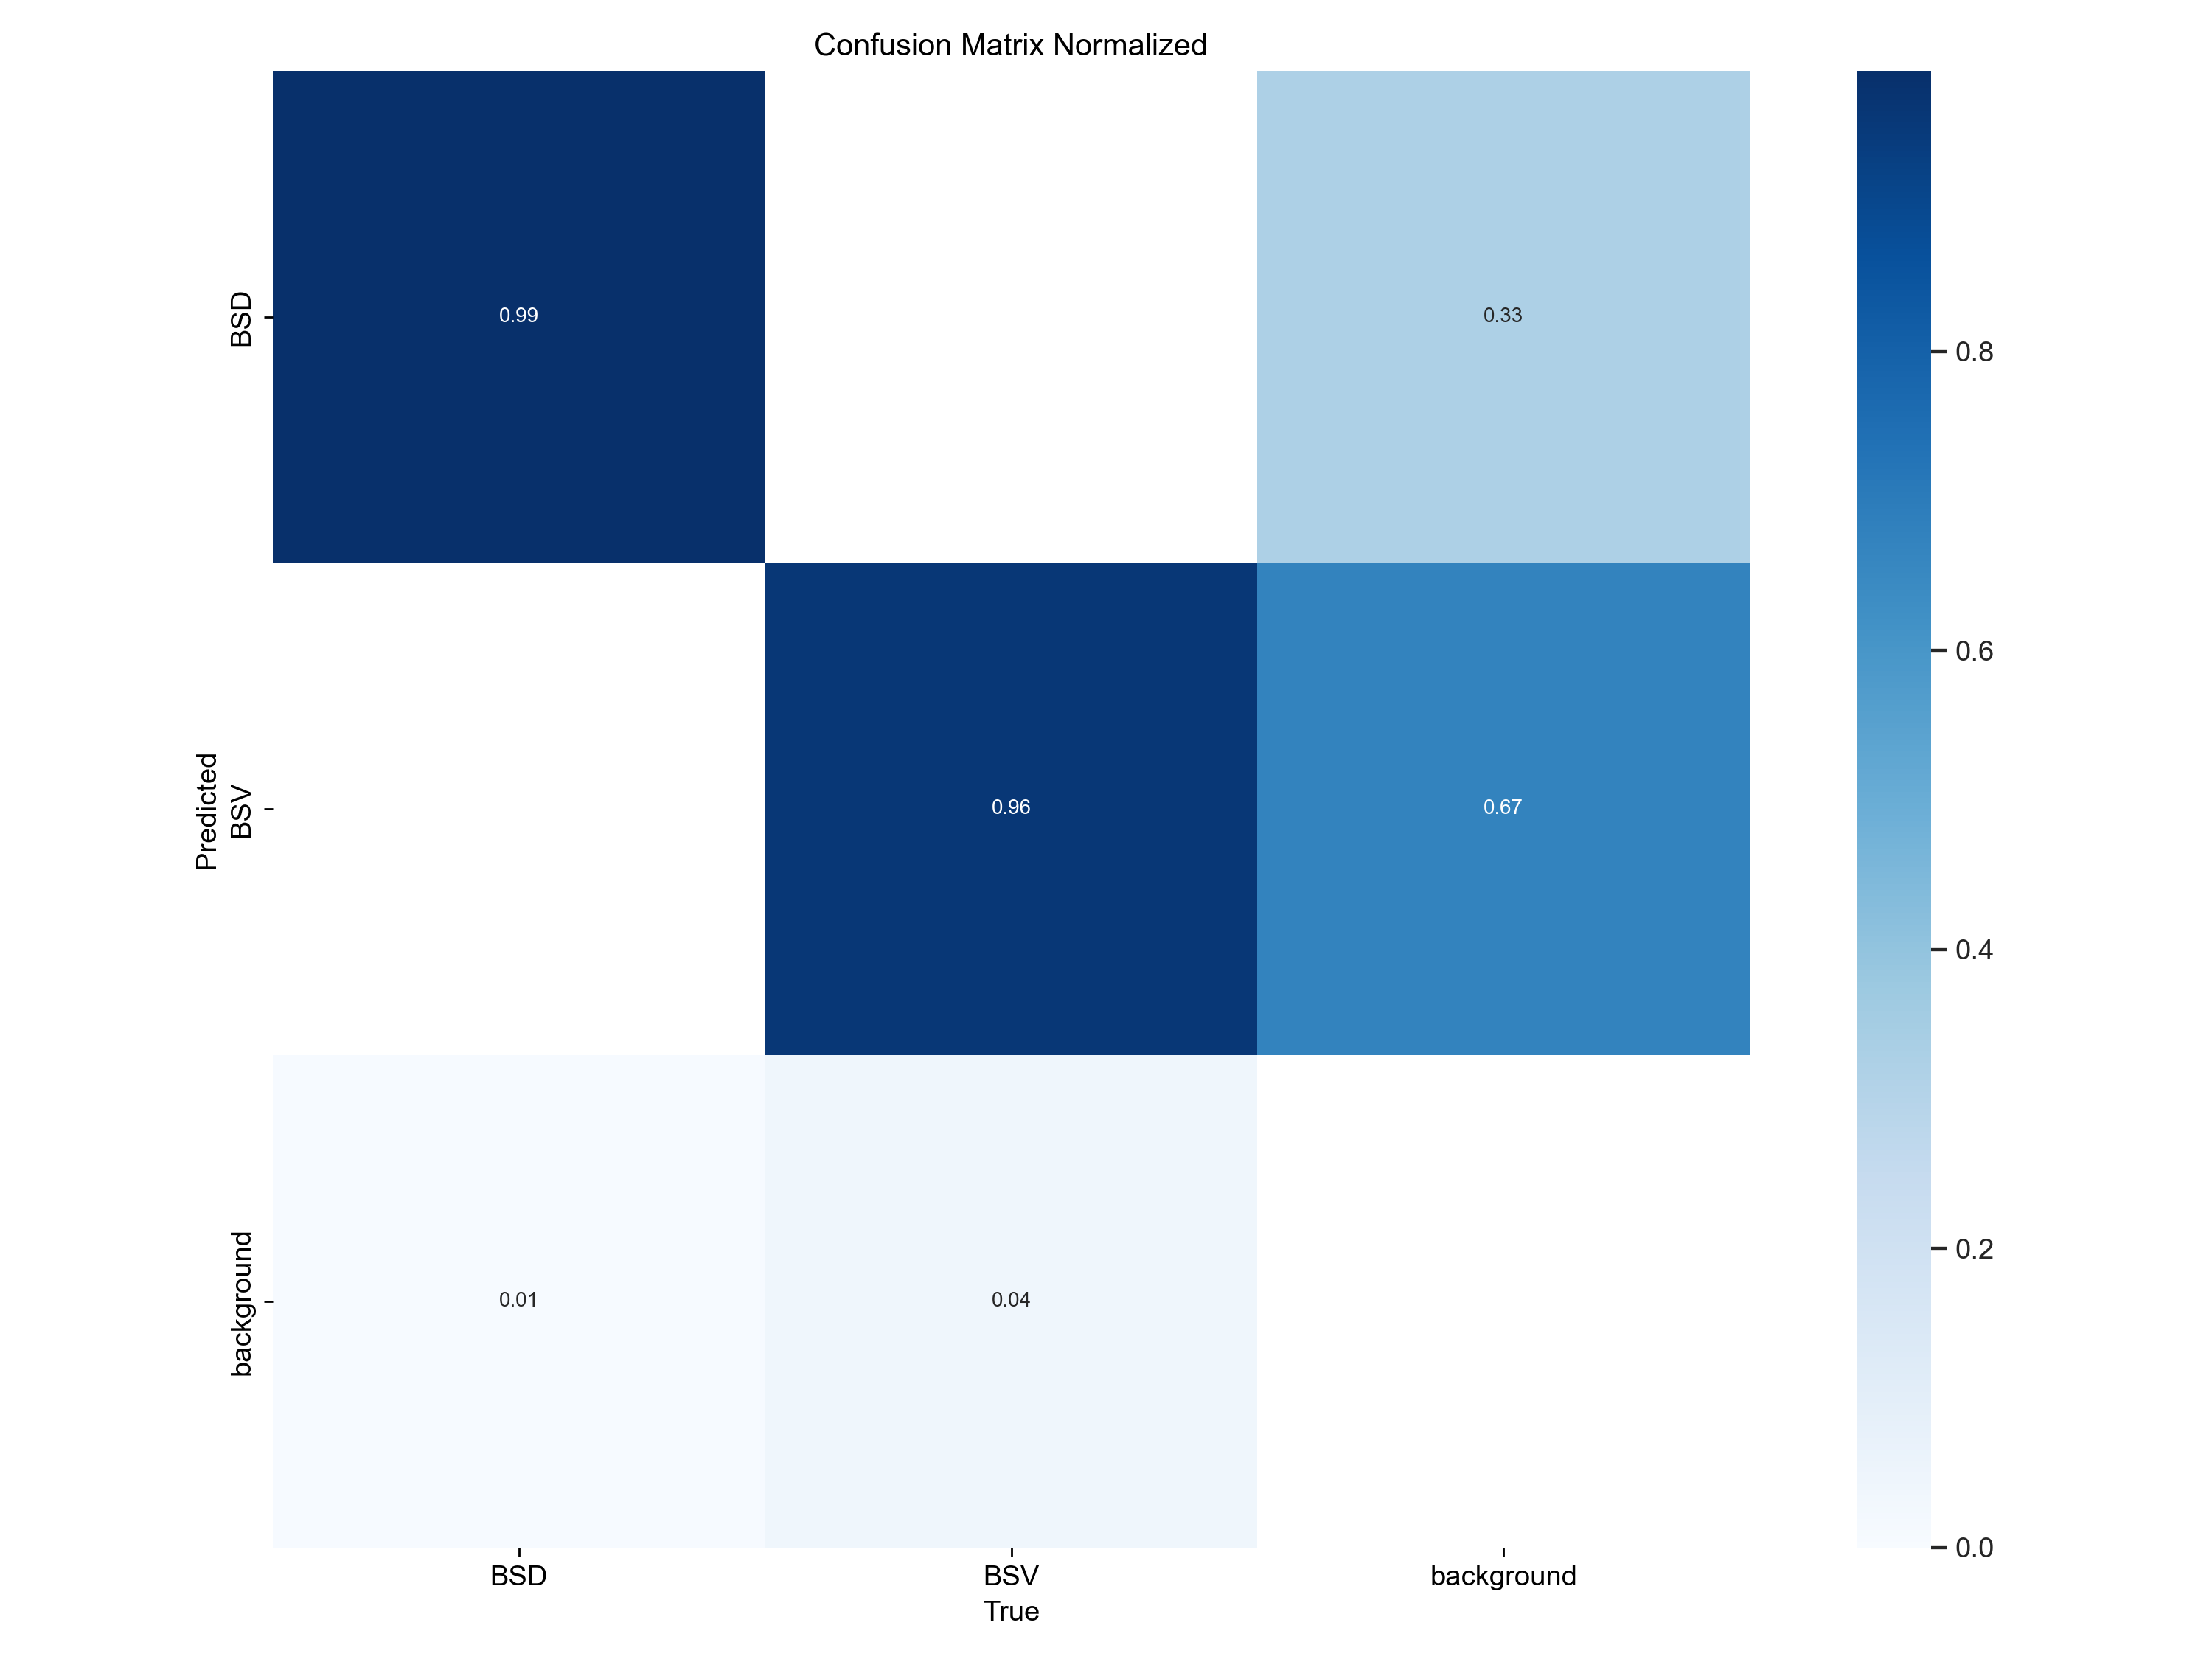 Confusion Matrix Normalized
BSD
0.99
0.33
0.8
0.6
Predicted
BSV
0.96
0.67
0.4
0.2
background
0.01
0.04
0.0
BSD
BSV
background
True